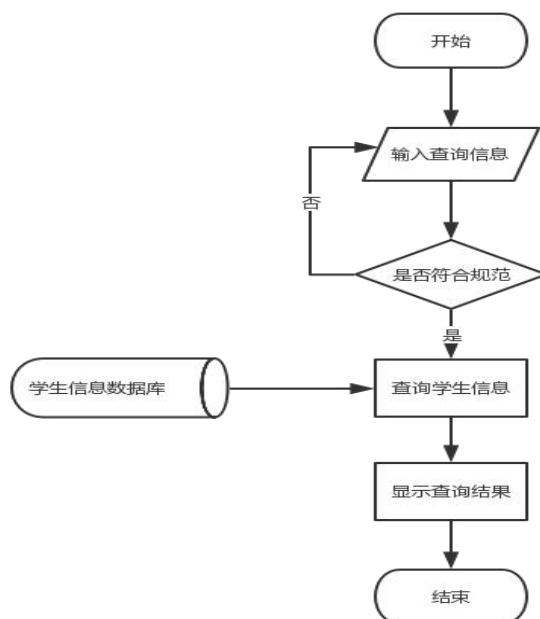 开始
输入查询信息
否
是否符合规范
是
学生信息数据库
查询学生信息
显示查询结果
结束